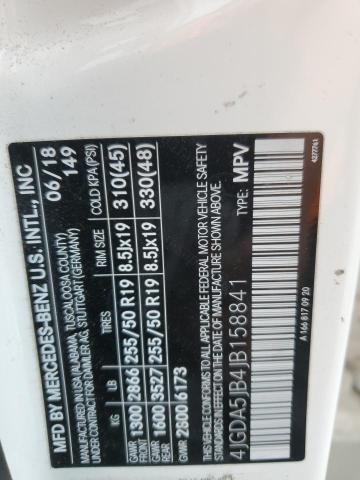 MFD BY MERCEDES-BENZ U.S. INTL., INC
MANUFACTURED IN USA (ALABAMA, TUSCALOOSA COUNTY)
UNDER CONTRACT FOR DAIMLER AG, STUTTGART (GERMANY)
06/18
149
KG LB TIRES RIM SIZE COLD KPA (PSI)
GAWR FRONT 1300 2866 255/50 R19 8.5Jx19 310(45)
GAWR REAR 1600 3527 255/50 R19 8.5Jx19 330(48)
GVWR 2800 6173
THIS VEHICLE CONFORMS TO ALL APPLICABLE FEDERAL MOTOR VEHICLE SAFETY
STANDARDS IN EFFECT ON THE DATE OF MANUFACTURE SHOWN ABOVE.
4JGDA5JB4JB158841 TYPE: MPV
A 166 817 09 20
4277761